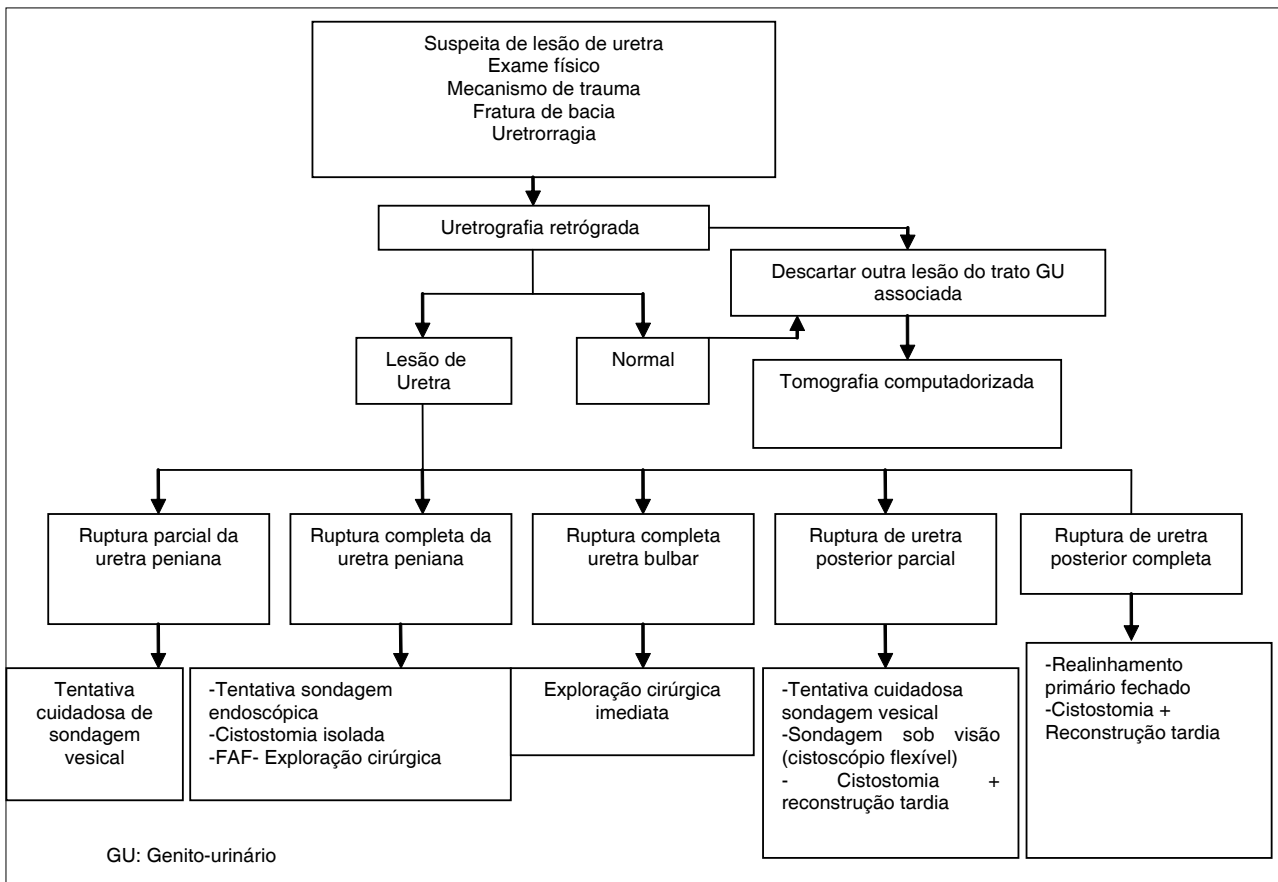 Suspeita de lesão de uretra
Exame físico
Mecanismo de trauma
Fratura de bacia
Uretrorragia
Uretrografia retrógrada
Descartar outra lesão do trato GU
associada
Lesão de
Uretra
Normal
Tomografia computadorizada
Ruptura parcial da
uretra peniana
Ruptura completa da
uretra peniana
Ruptura completa
uretra bulbar
Ruptura de uretra
posterior parcial
Ruptura de uretra
posterior completa
Tentativa
cuidadosa de
sondagem
vesical
-Tentativa sondagem
endoscópica
-Cistostomia isolada
-FAF- Exploração cirúrgica
Exploração cirúrgica
imediata
-Tentativa cuidadosa
sondagem vesical
-Sondagem sob visão
(cistoscópio flexível)
- Cistostomia +
reconstrução tardia
-Realinhamento
primário fechado
-Cistostomia +
Reconstrução tardia
GU: Genito-urinário